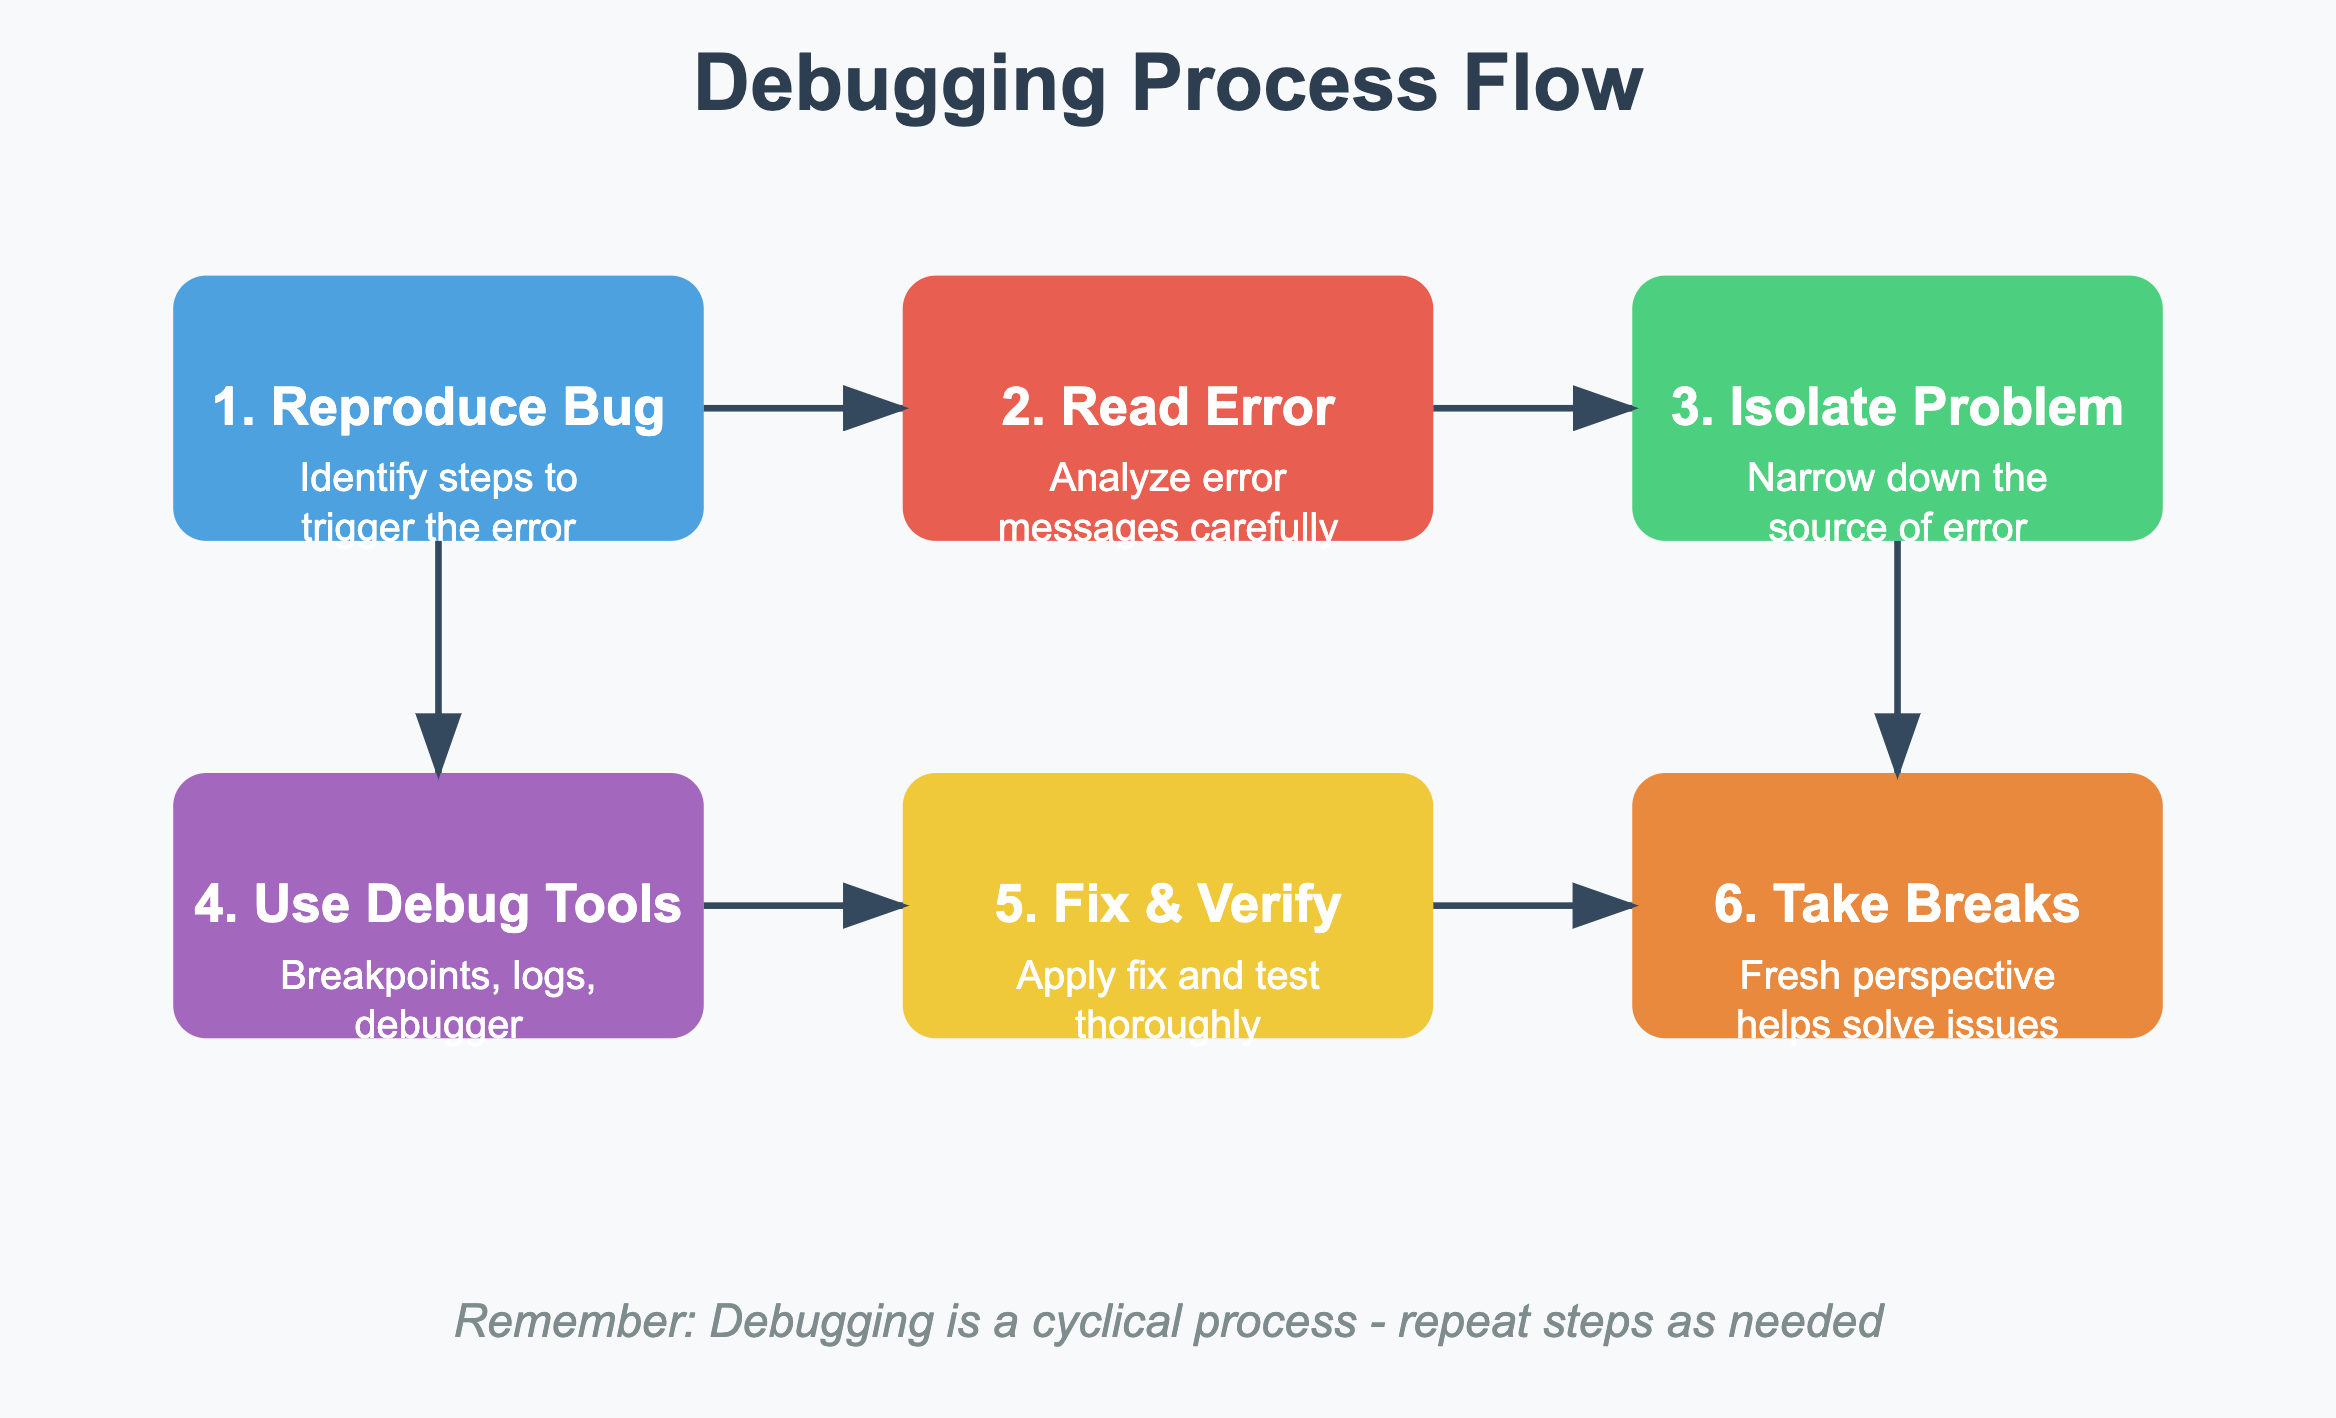 Debugging Process Flow
1. Reproduce Bug
Identify steps to
trigger the error
2. Read Error
Analyze error
messages carefully
3. Isolate Problem
Narrow down the
source of error
4. Use Debug Tools
Breakpoints, logs,
debugger
5. Fix & Verify
Apply fix and test
thoroughly
6. Take Breaks
Fresh perspective
helps solve issues
Remember: Debugging is a cyclical process - repeat steps as needed